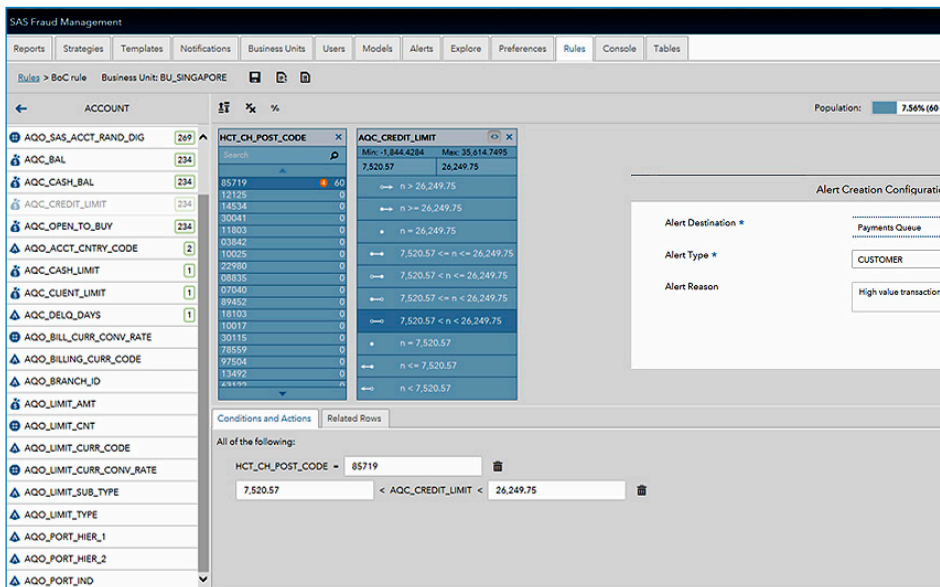 SAS Fraud Management
Reports Strategies Templates Notifications Business Units Users Models Alerts Explore Preferences Rules Console Tables
Rules > BoC rule Business Unit: BU_SINGAPORE
ACCOUNT
Population: 7.56% (60
AQO_SAS_ACCT_RAND_DIG 269
AQC_BAL 234
AQC_CASH_BAL 234
AQC_CREDIT_LIMIT 234
AQC_OPEN_TO_BUY 234
AQO_ACCT_CNTRY_CODE 2
AQC_CASH_LIMIT 1
AQC_CLIENT_LIMIT 1
AQC_DELQ_DAYS 1
AQO_BILL_CURR_CONV_RATE
AQO_BILLING_CURR_CODE
AQO_BRANCH_ID
AQO_LIMIT_AMT
AQO_LIMIT_CNT
AQO_LIMIT_CURR_CODE
AQO_LIMIT_CURR_CONV_RATE
AQO_LIMIT_SUB_TYPE
AQO_LIMIT_TYPE
AQO_PORT_HIER_1
AQO_PORT_HIER_2
AQO_PORT_IND
HCT_CH_POST_CODE
Search
85719 4 60
12125 0
14534 0
30041 0
11803 0
03842 0
10025 0
22980 0
08835 0
07040 0
89452 0
18103 0
10017 0
30115 0
78559 0
97504 0
13492 0
63122 0
AQC_CREDIT_LIMIT
Min: -1,844.4284 Max: 35,614.7495
7,520.57 26,249.75
n > 26,249.75
n >= 26,249.75
n = 26,249.75
7,520.57 <= n <= 26,249.75
7,520.57 < n <= 26,249.75
7,520.57 <= n < 26,249.75
7,520.57 < n < 26,249.75
n = 7,520.57
n <= 7,520.57
n < 7,520.57
Alert Creation Configuratio
Alert Destination * Payments Queue
Alert Type * CUSTOMER
Alert Reason High value transaction
Conditions and Actions Related Rows
All of the following:
HCT_CH_POST_CODE = 85719
7,520.57 < AQC_CREDIT_LIMIT < 26,249.75